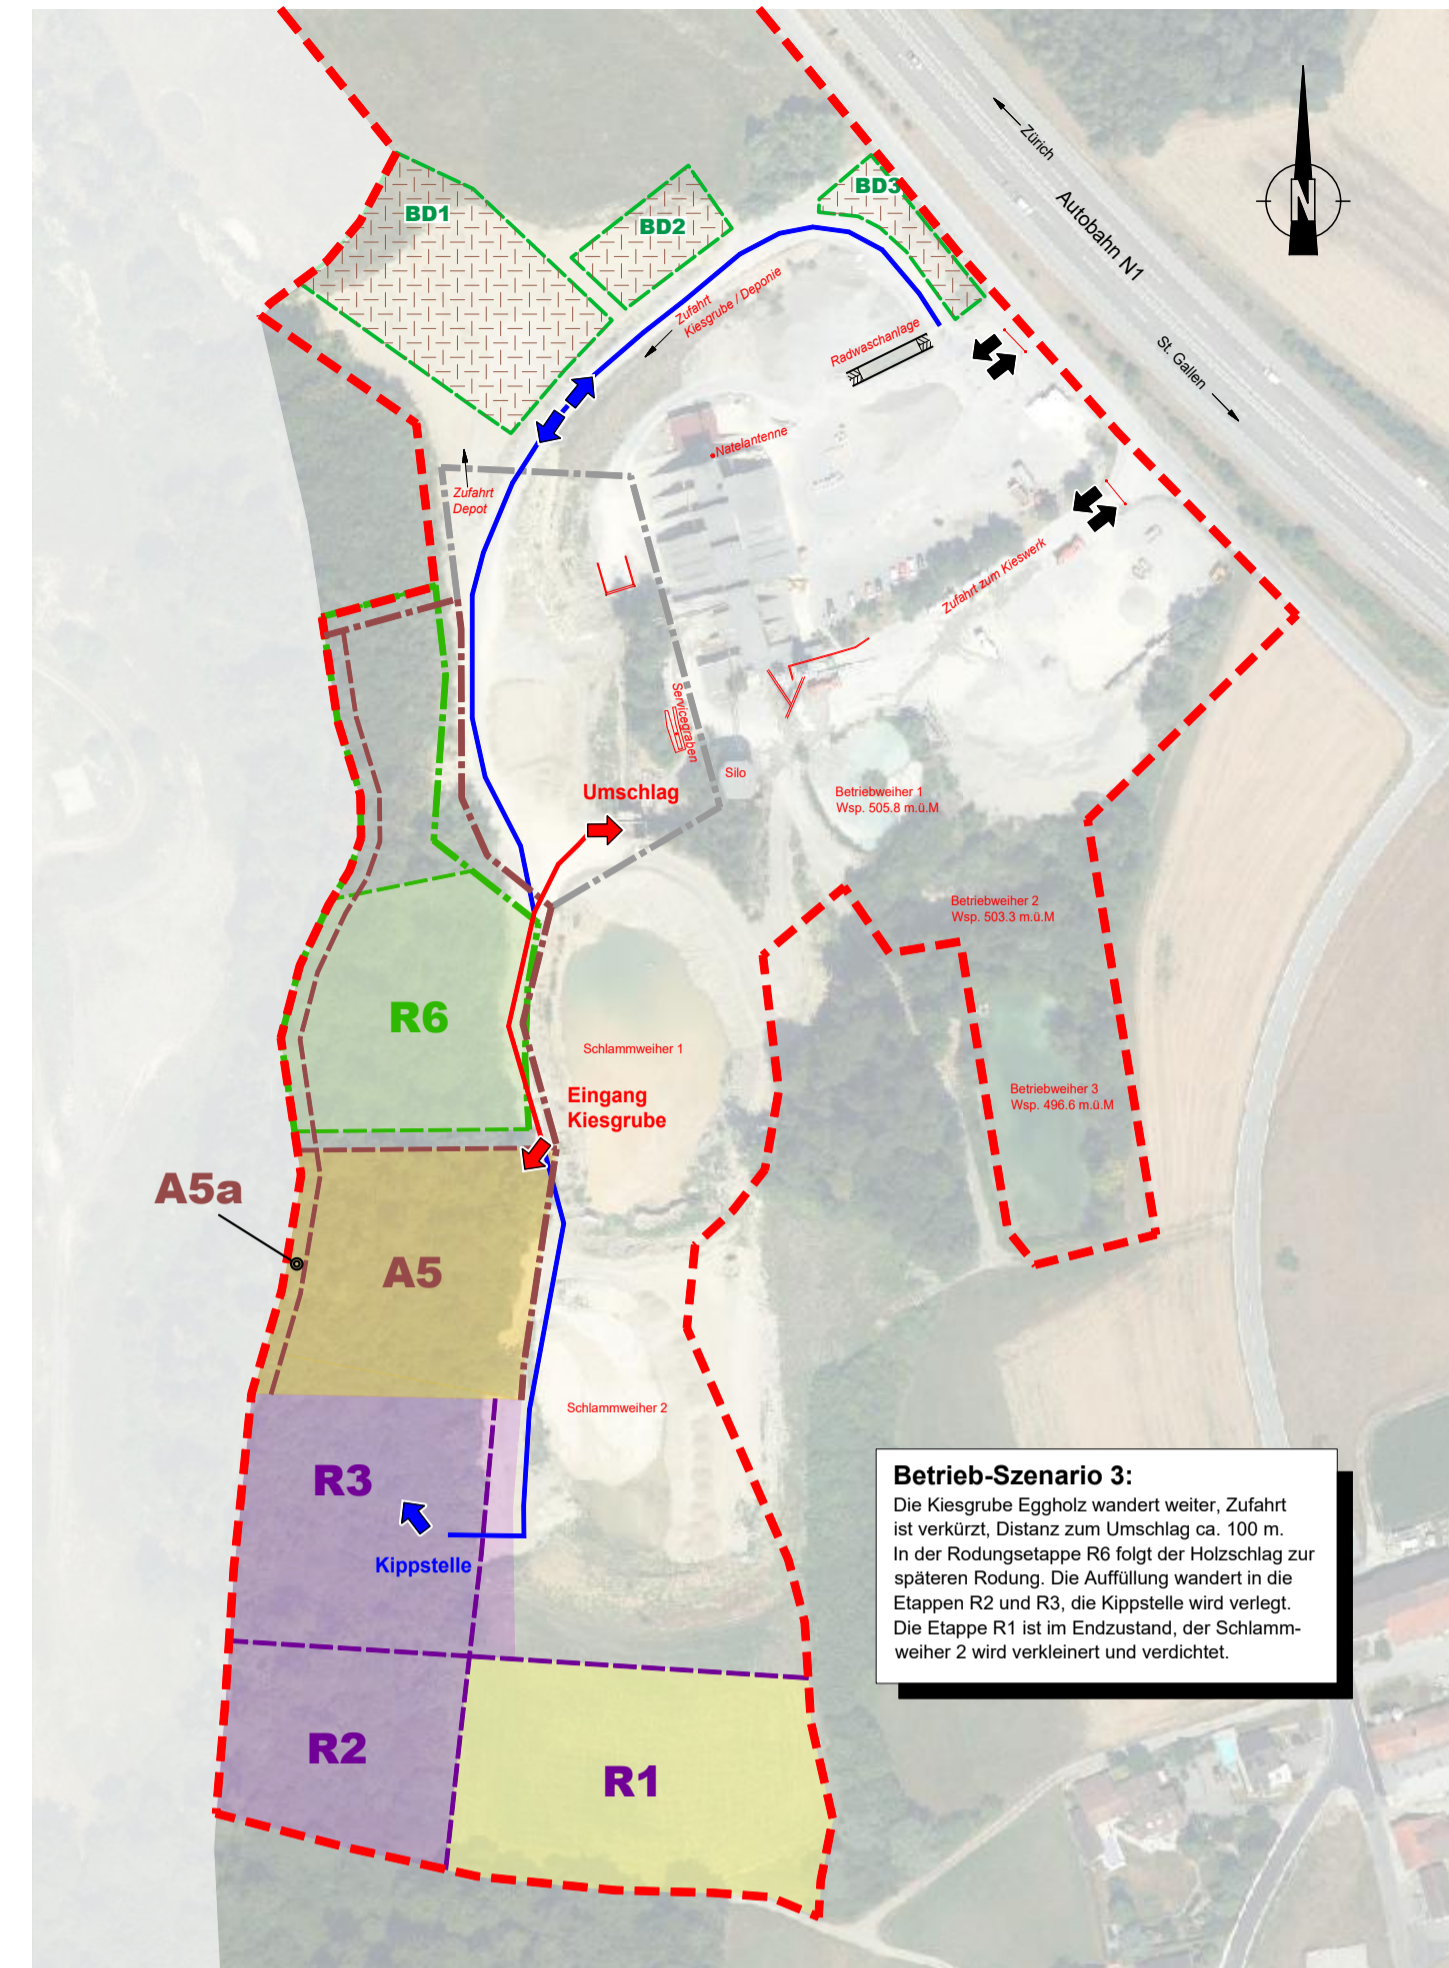 BD1
BD2
BD3
Zürich
Autobahn N1
St. Gallen
N
Zufahrt
Kiesgrube / Deponie
Radwaschanlage
Natelantenne
Zufahrt
Depot
Zufahrt zum Kieswerk
Servicegraben
Silo
Umschlag
Betriebweiher 1
Wsp. 505.8 m.ü.M
Betriebweiher 2
Wsp. 503.3 m.ü.M
R6
Schlammweiher 1
Betriebweiher 3
Wsp. 496.6 m.ü.M
Eingang
Kiesgrube
A5a
A5
Schlammweiher 2
R3
Kippstelle
R2
R1
Betrieb-Szenario 3:
Die Kiesgrube Eggholz wandert weiter, Zufahrt
ist verkürzt, Distanz zum Umschlag ca. 100 m.
In der Rodungsetappe R6 folgt der Holzschlag zur
späteren Rodung. Die Auffüllung wandert in die
Etappen R2 und R3, die Kippstelle wird verlegt.
Die Etappe R1 ist im Endzustand, der Schlamm-
weiher 2 wird verkleinert und verdichtet.